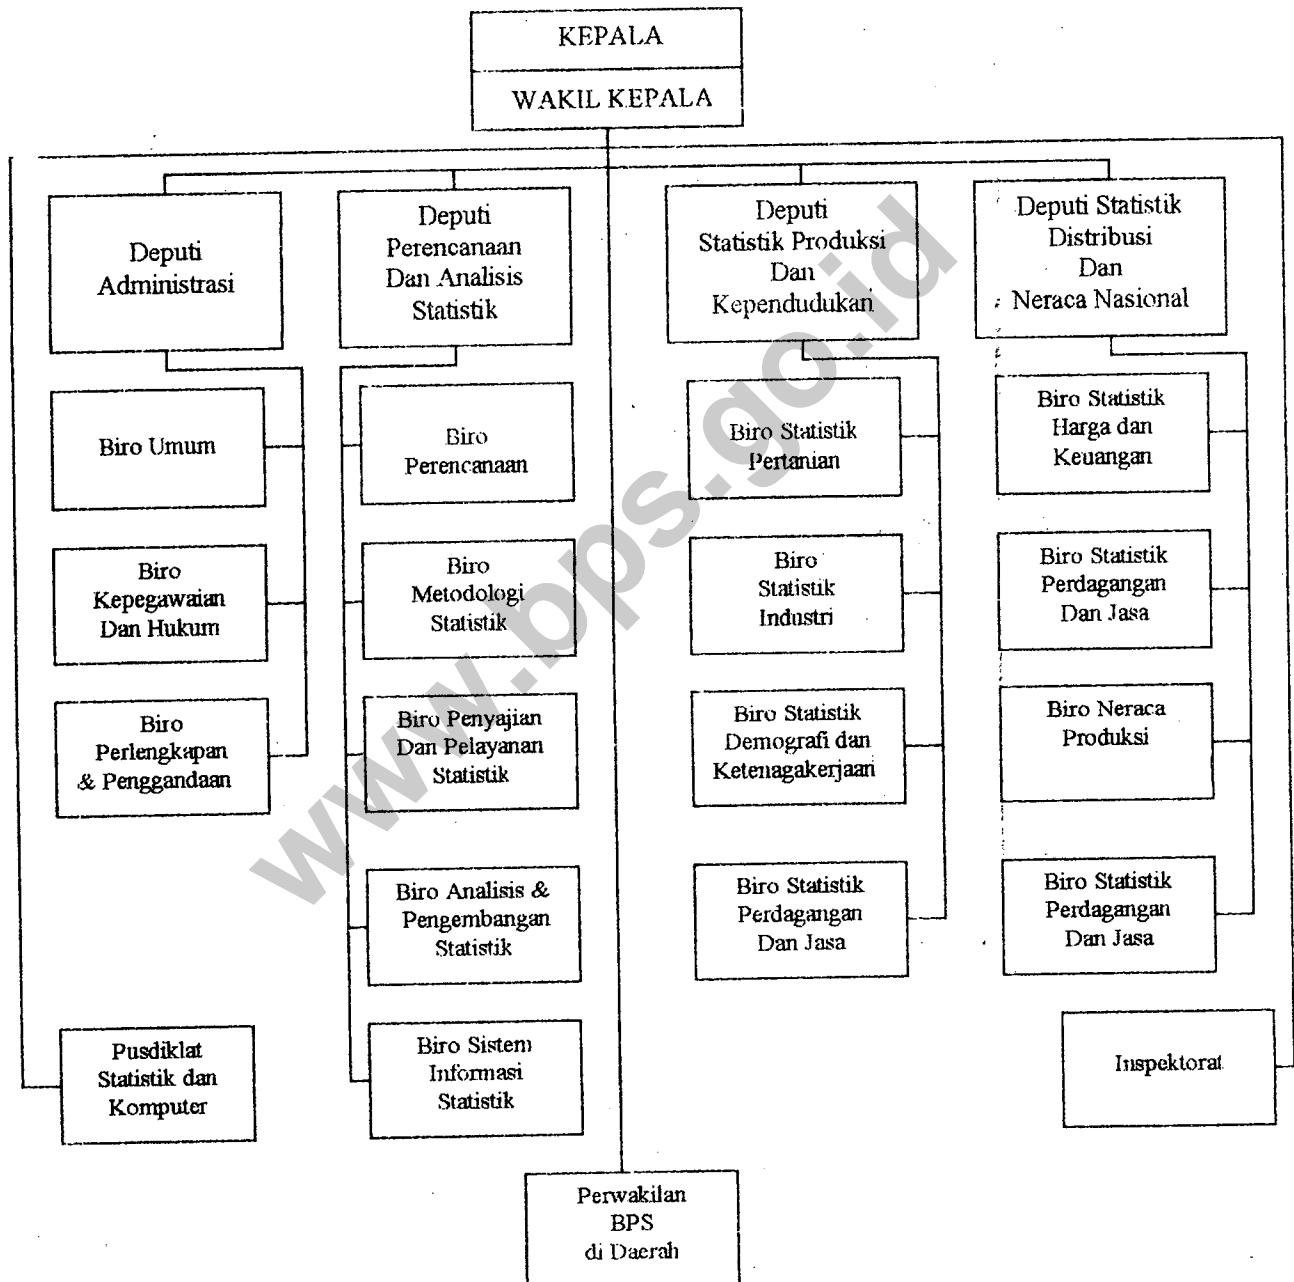 KEPALA
WAKIL KEPALA
Deputi
Administrasi
Deputi
Perencanaan
Dan Analisis
Statistik
Deputi
Statistik Produksi
Dan
Kependudukan
Deputi Statistik
Distribusi
Dan
Neraca Nasional
Biro Umum
Biro
Kepegawaian
Dan Hukum
Biro
Perlengkapan
& Penggandaan
Biro
Perencanaan
Biro
Metodologi
Statistik
Biro Penyajian
Dan Pelayanan
Statistik
Biro Analisis &
Pengembangan
Statistik
Biro Sistem
Informasi
Statistik
Biro Statistik
Pertanian
Biro
Statistik
Industri
Biro Statistik
Demografi dan
Ketenagakerjaan
Biro Statistik
Perdagangan
Dan Jasa
Biro Statistik
Harga dan
Keuangan
Biro Statistik
Perdagangan
Dan Jasa
Biro Neraca
Produksi
Biro Statistik
Perdagangan
Dan Jasa
Pusdiklat
Statistik dan
Komputer
Inspektorat
Perwakilan
BPS
di Daerah
www.bps.go.id